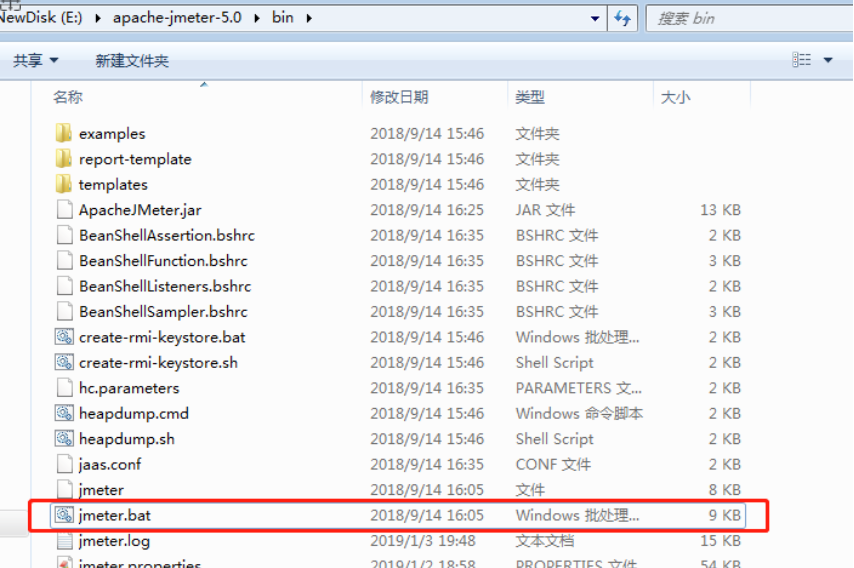 NewDisk (E:) ▸ apache-jmeter-5.0 ▸ bin ▸ 搜索 bin
共享 新建文件夹
名称 修改日期 类型 大小
examples 2018/9/14 15:46 文件夹
report-template 2018/9/14 15:46 文件夹
templates 2018/9/14 15:46 文件夹
ApacheJMeter.jar 2018/9/14 16:25 JAR 文件 13 KB
BeanShellAssertion.bshrc 2018/9/14 16:35 BSHRC 文件 2 KB
BeanShellFunction.bshrc 2018/9/14 16:35 BSHRC 文件 3 KB
BeanShellListeners.bshrc 2018/9/14 16:35 BSHRC 文件 2 KB
BeanShellSampler.bshrc 2018/9/14 16:35 BSHRC 文件 3 KB
create-rmi-keystore.bat 2018/9/14 15:46 Windows 批处理... 2 KB
create-rmi-keystore.sh 2018/9/14 15:46 Shell Script 2 KB
hc.parameters 2018/9/14 16:35 PARAMETERS 文... 2 KB
heapdump.cmd 2018/9/14 15:46 Windows 命令脚本 2 KB
heapdump.sh 2018/9/14 15:46 Shell Script 2 KB
jaas.conf 2018/9/14 16:35 CONF 文件 2 KB
jmeter 2018/9/14 16:05 文件 8 KB
jmeter.bat 2018/9/14 16:05 Windows 批处理... 9 KB
jmeter.log 2019/1/3 19:48 文本文档 15 KB
jmeter.properties 2019/1/2 18:58 PROPERTIES 文件 54 KB